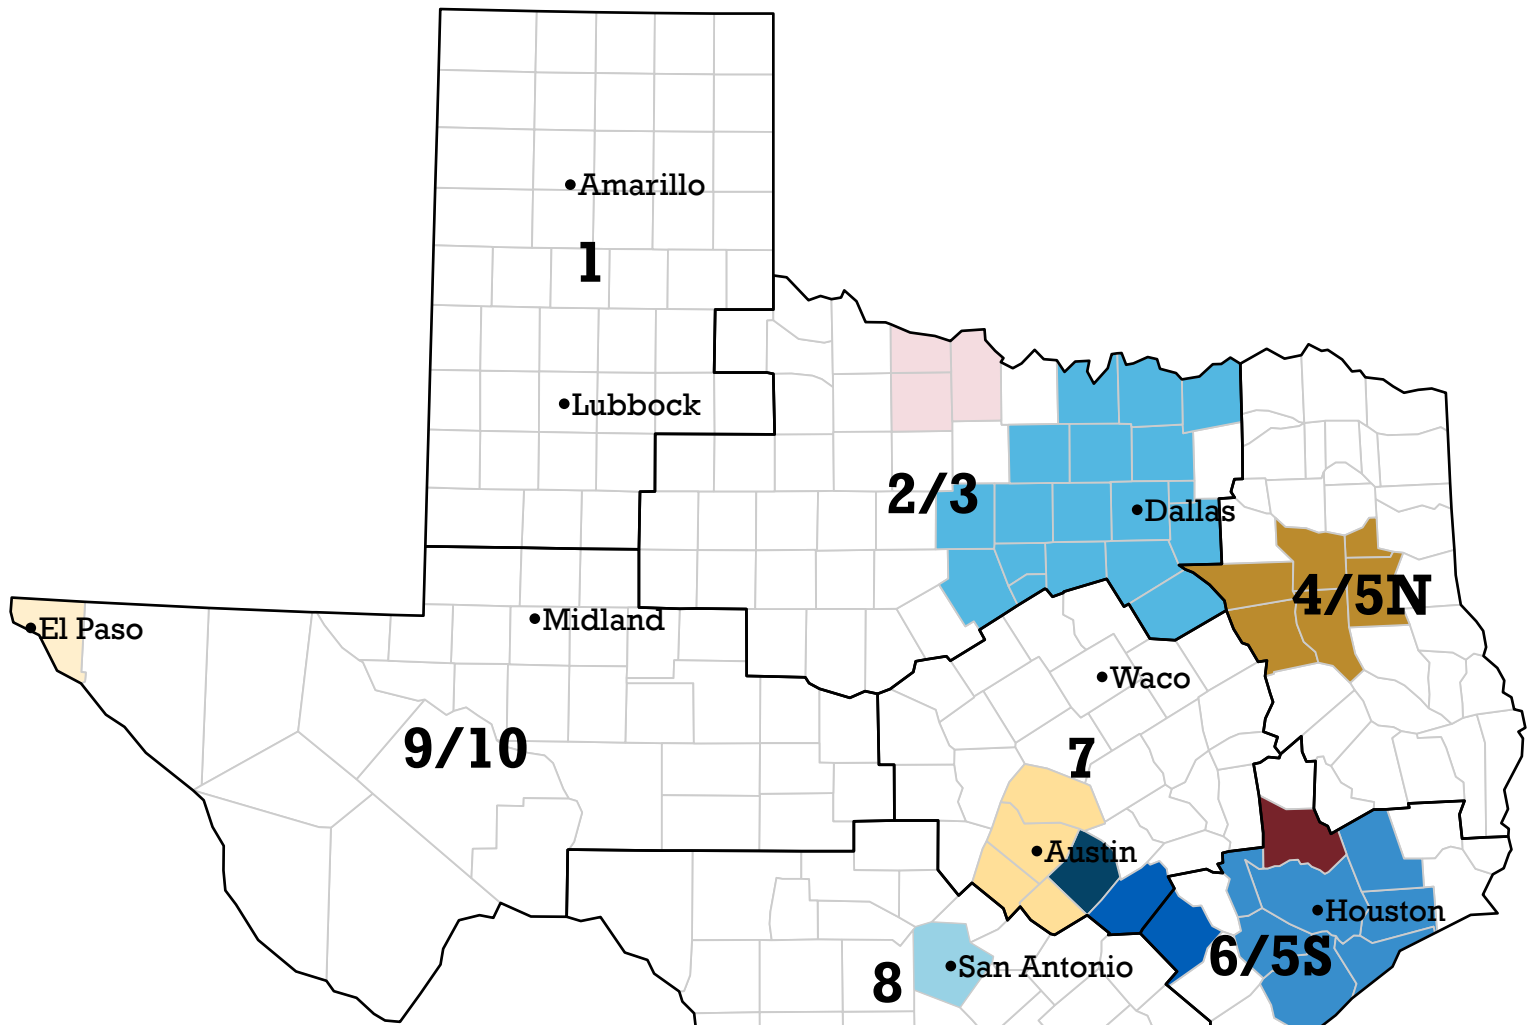 Amarillo
1
Lubbock
2/3
Dallas
4/5N
Midland
El Paso
Waco
9/10
7
Austin
Houston
6/5S
San Antonio
8